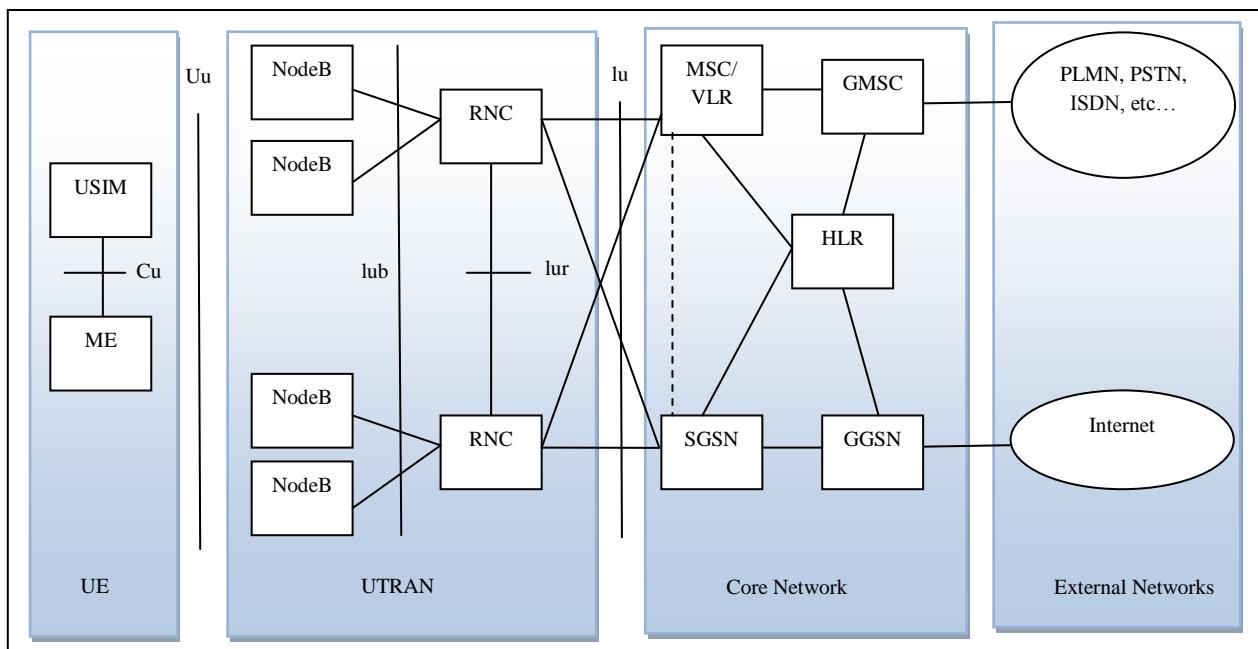 Uu
USIM
Cu
ME
UE
NodeB
NodeB
RNC
lub
lur
NodeB
NodeB
RNC
UTRAN
lu
MSC/
VLR
GMSC
HLR
SGSN
GGSN
Core Network
PLMN, PSTN,
ISDN, etc…
Internet
External Networks